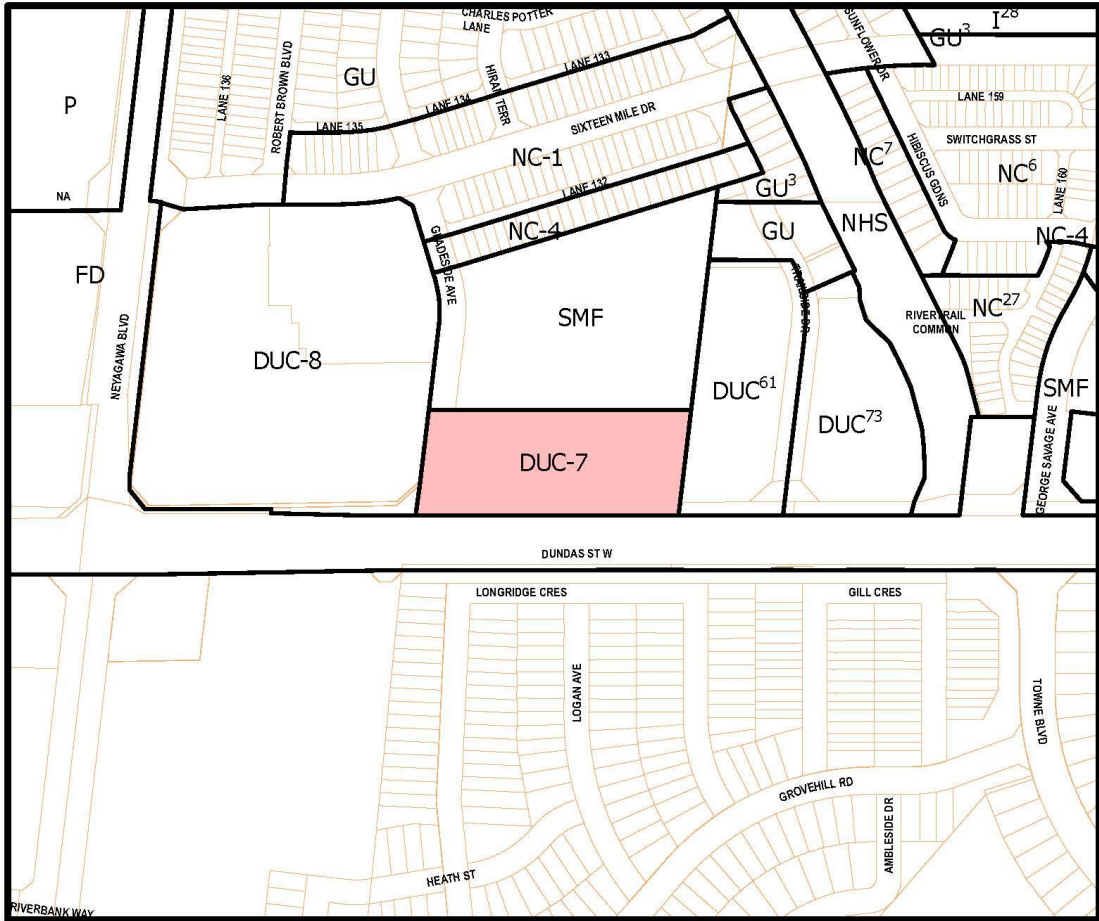 CHARLES POTTER
LANE
SUNFLOWER DR
I28
GU3
GU
LANE 133
P
LANE 136
ROBERT BROWN BLVD
HIRAM TERR
LANE 134
LANE 135
LANE 159
SIXTEEN MILE DR
SWITCHGRASS ST
NC-1
NC7
HIBISCUS GDNS
NC6
LANE 160
NA
LANE 132
GU3
NC-4
GLADESIDE AVE
GU
NHS
NC-4
FD
TRAILSIDE DR
NC27
RIVERTRAIL
COMMON
SMF
NEYAGAWA BLVD
DUC-8
DUC61
SMF
DUC73
GEORGE SAVAGE AVE
DUC-7
DUNDAS ST W
LONGRIDGE CRES
GILL CRES
LOGAN AVE
TOWNE BLVD
GROVEHILL RD
AMBLESIDE DR
HEATH ST
RIVERBANK WAY